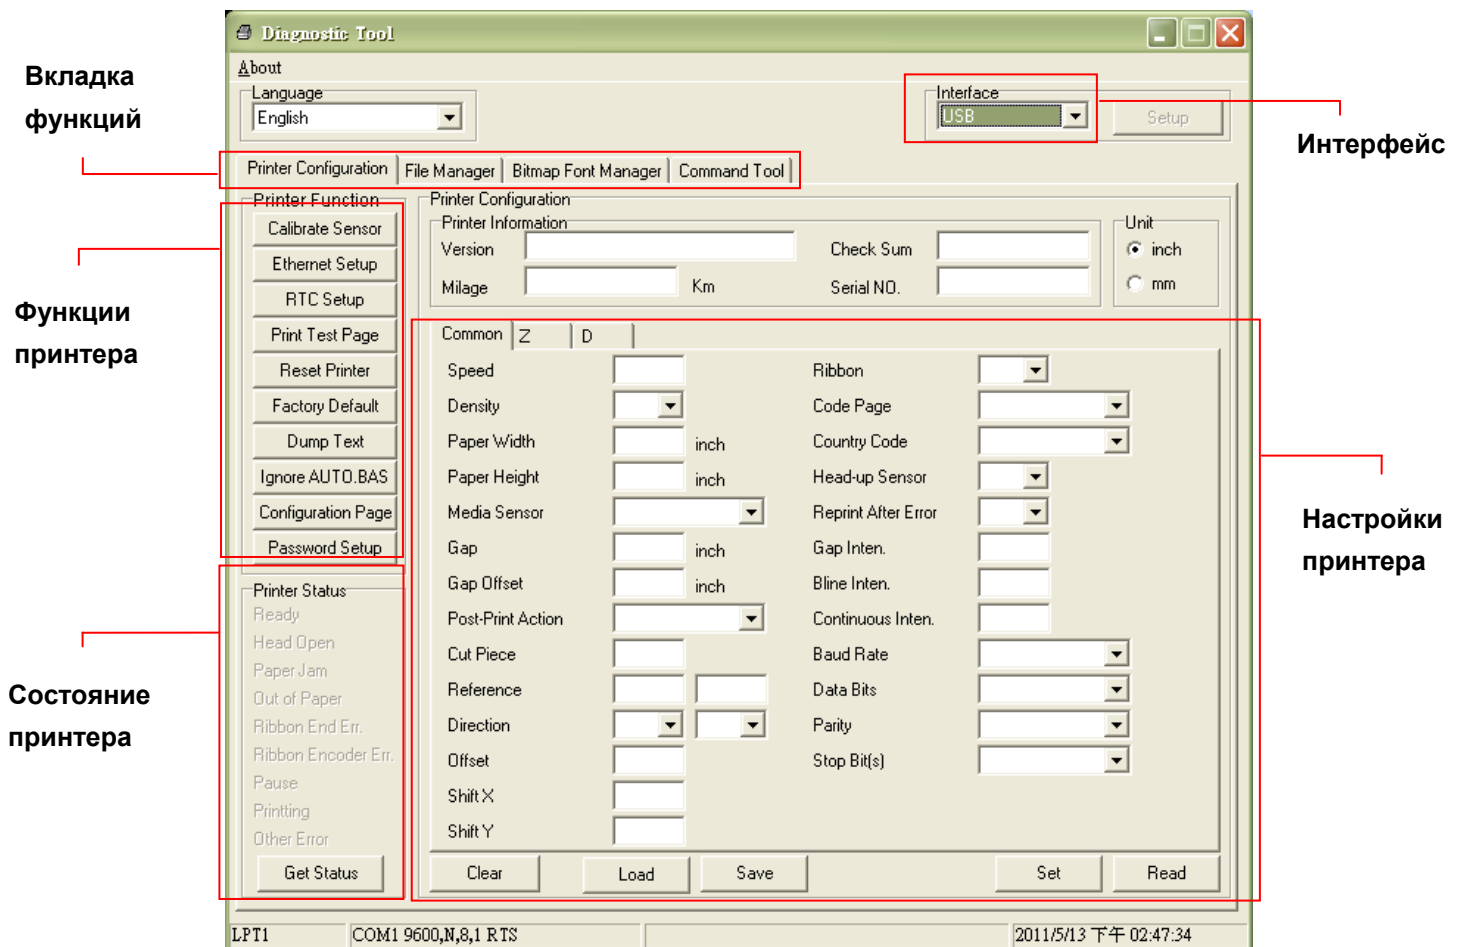 Diagnostic Tool
About
Вкладка
функций
Language
English
Interface
USB
Setup
Интерфейс
Printer Configuration
File Manager
Bitmap Font Manager
Command Tool
Printer Function
Calibrate Sensor
Ethernet Setup
RTC Setup
Print Test Page
Reset Printer
Factory Default
Dump Text
Ignore AUTO.BAS
Configuration Page
Password Setup
Функции
принтера
Printer Configuration
Printer Information
Version
Check Sum
Milage
Km
Serial NO.
Unit
inch
mm
Common
Z
D
Speed
Density
Paper Width
inch
Paper Height
inch
Media Sensor
Gap
inch
Gap Offset
inch
Post-Print Action
Cut Piece
Reference
Direction
Offset
Shift X
Shift Y
Ribbon
Code Page
Country Code
Head-up Sensor
Reprint After Error
Gap Inten.
Bline Inten.
Continuous Inten.
Baud Rate
Data Bits
Parity
Stop Bit(s)
Настройки
принтера
Printer Status
Ready
Head Open
Paper Jam
Out of Paper
Ribbon End Err.
Ribbon Encoder Err.
Pause
Printting
Other Error
Get Status
Состояние
принтера
Clear
Load
Save
Set
Read
LPT1
COM1 9600,N,8,1 RTS
2011/5/13 下午 02:47:34